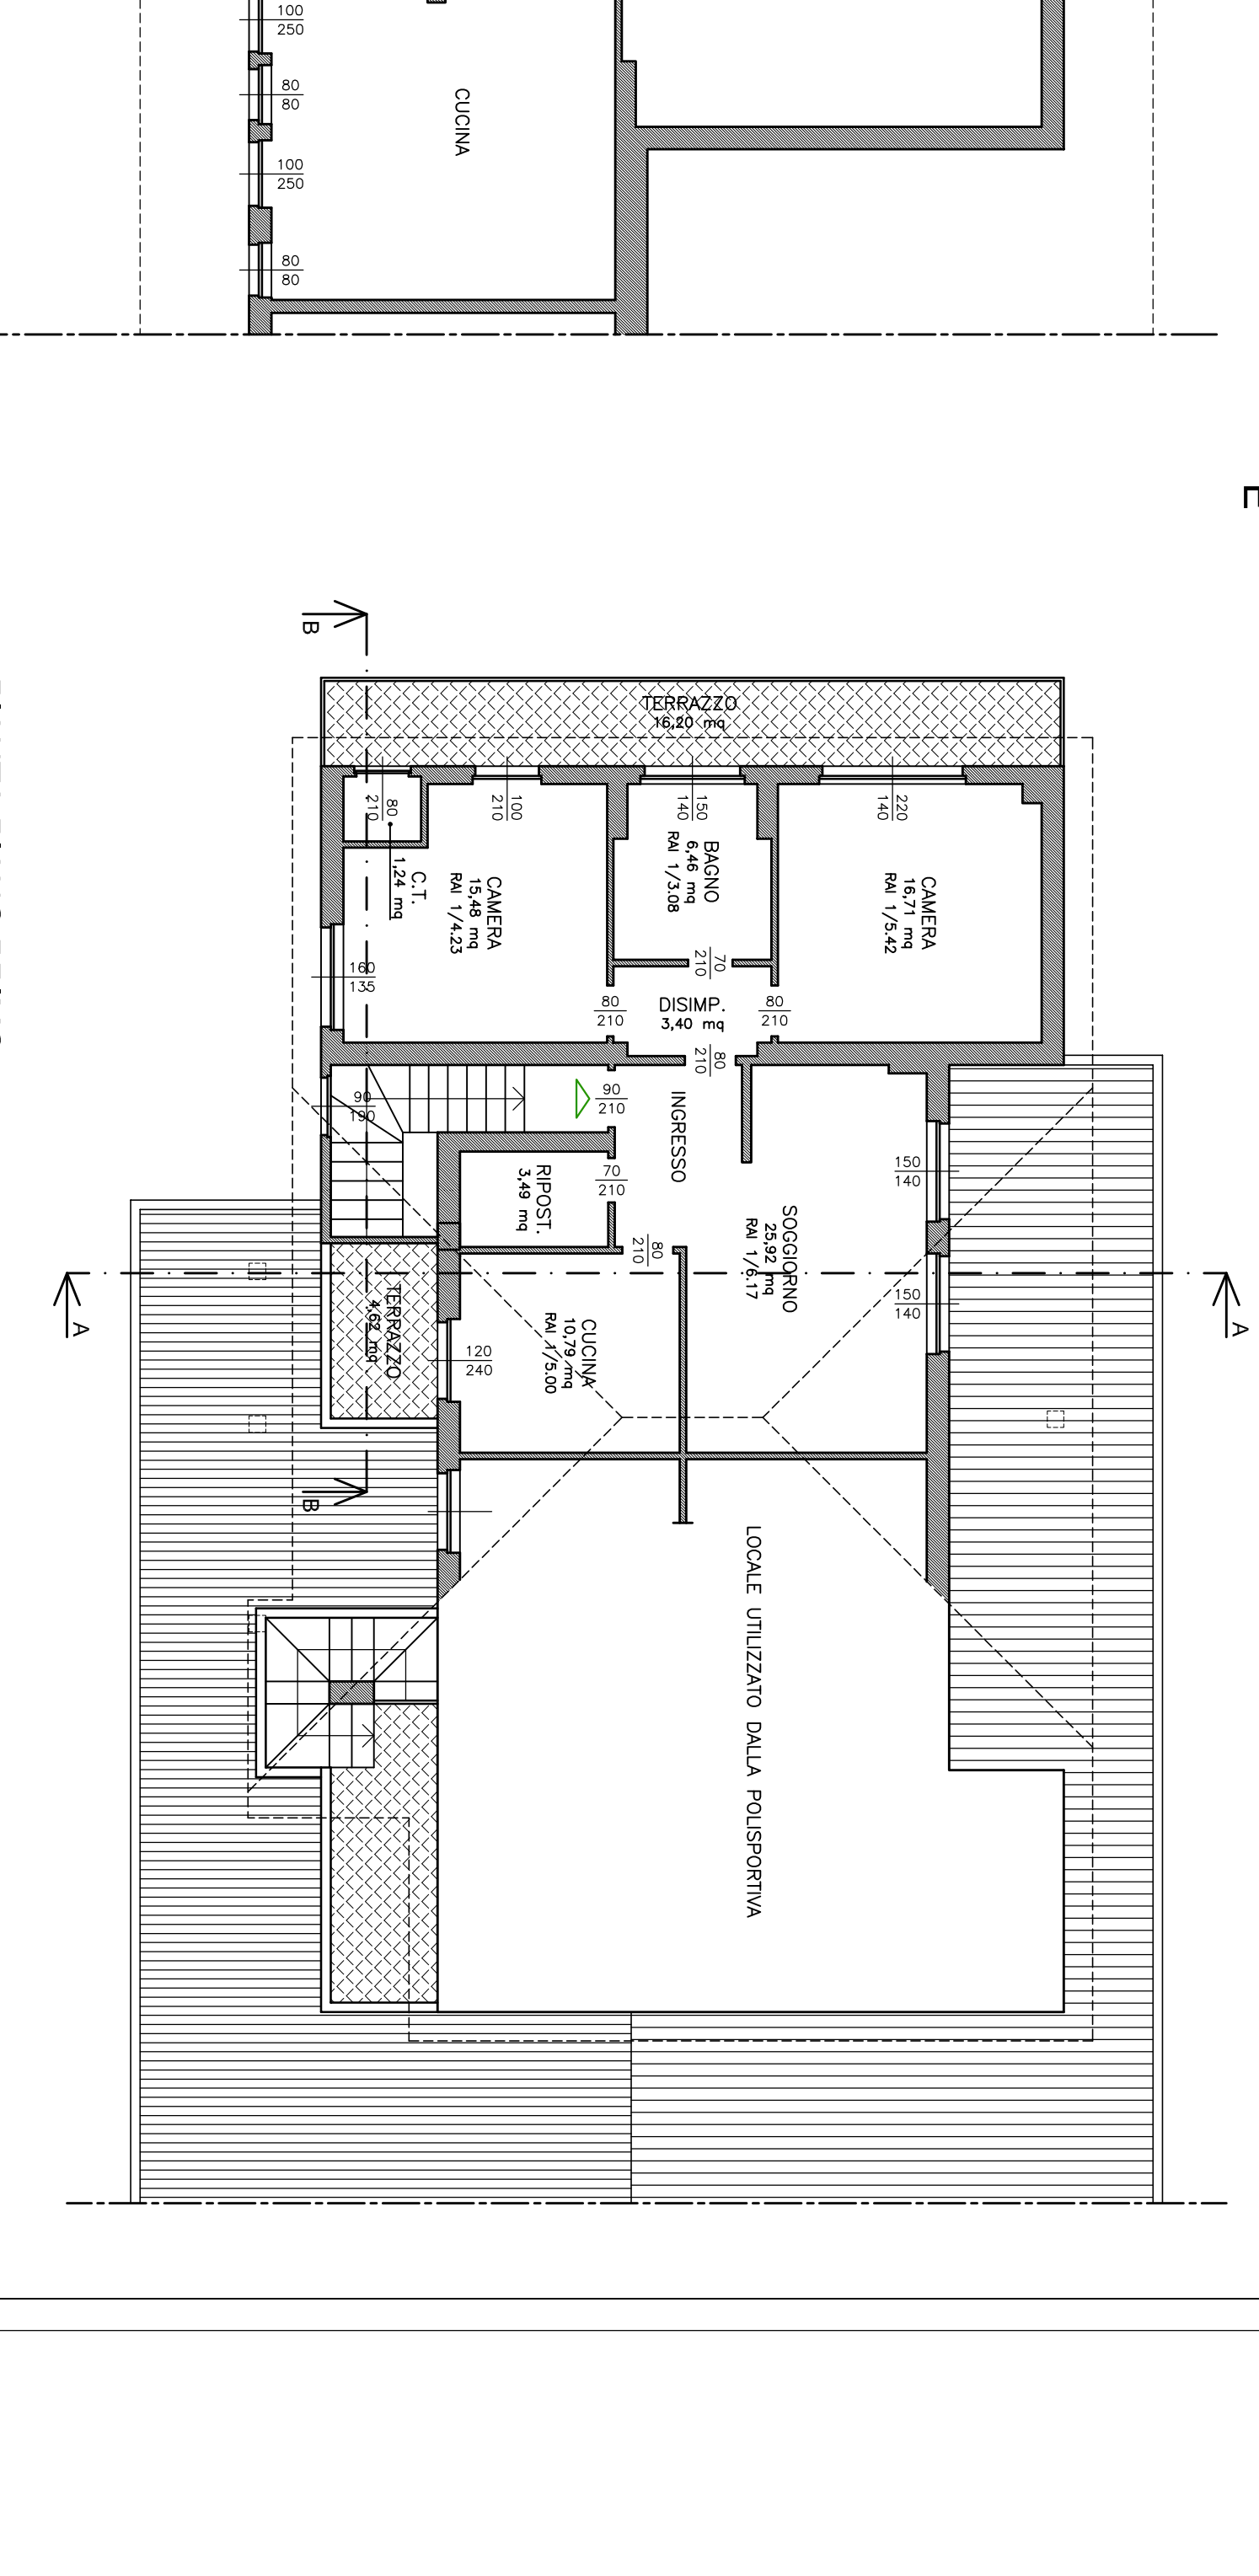 100
250
80
80
CUCINA
100
250
80
80
B
TERRAZZO
16,20 mq
80
210
100
210
150
140
220
140
C.T.
1,24 mq
CAMERA
15,48 mq
RAI 1/4.23
BAGNO
6,46 mq
RAI 1/3.08
CAMERA
16,71 mq
RAI 1/5.42
160
135
70
210
80
210
DISIMP.
3,40 mq
80
210
80
210
90
190
90
210
INGRESSO
RIPOST.
3,49 mq
70
210
150
140
SOGGIORNO
25,92 mq
RAI 1/6.17
80
210
A
A
TERRAZZO
4,62 mq
120
240
CUCINA
10,79 mq
RAI 1/5.00
150
140
B
LOCALE UTILIZZATO DALLA POLISPORTIVA